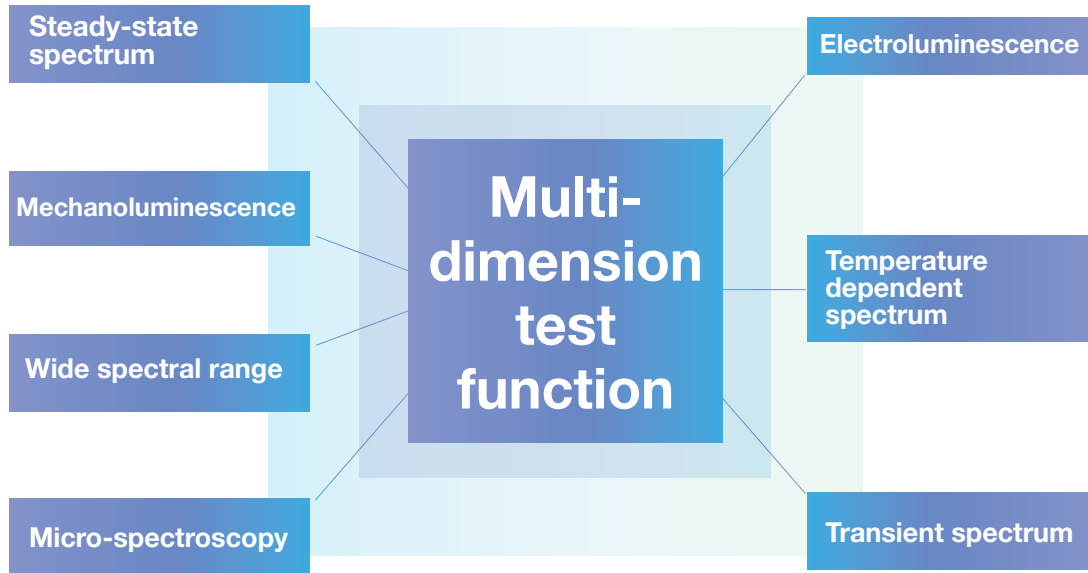 Steady-state
spectrum
Mechanoluminescence
Wide spectral range
Micro-spectroscopy
Multi-
dimension
test
function
Electroluminescence
Temperature
dependent
spectrum
Transient spectrum